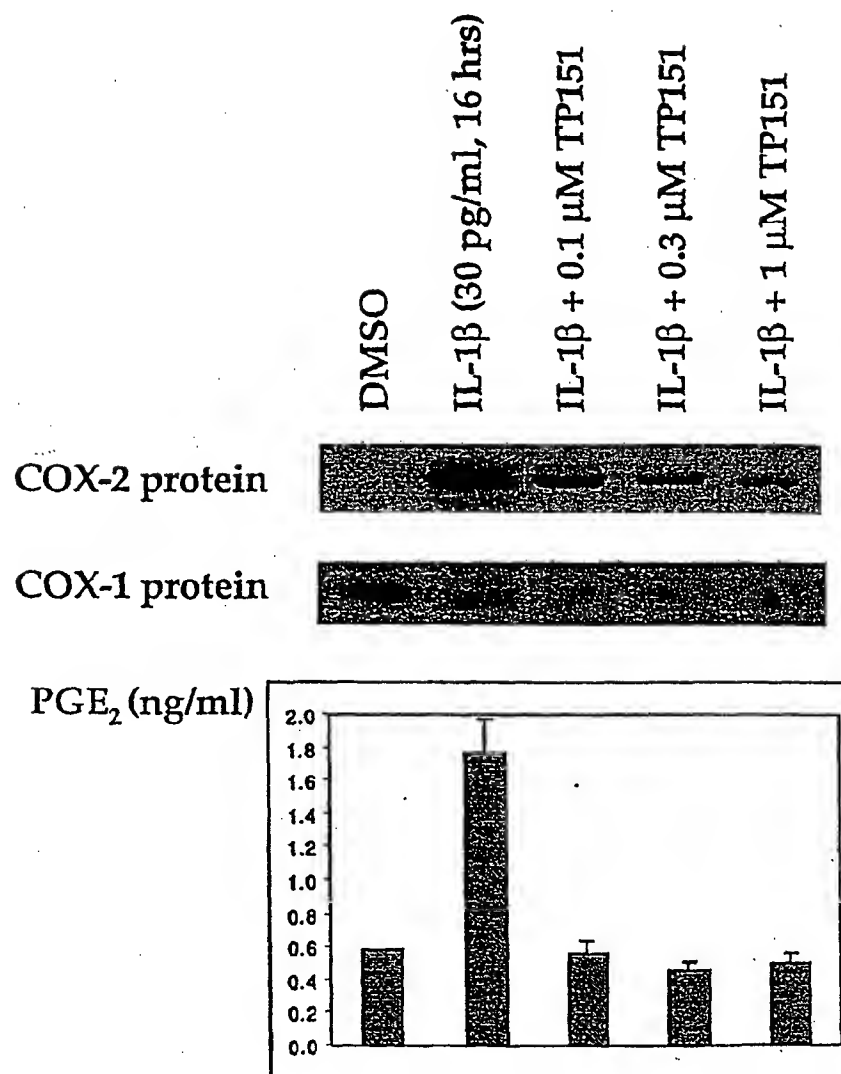 DMSO
IL-1β (30 pg/ml, 16 hrs)
IL-1β + 0.1 μM TP151
IL-1β + 0.3 μM TP151
IL-1β + 1 μM TP151
COX-2 protein
COX-1 protein
PGE₂ (ng/ml)
2.0
1.8
1.6
1.4
1.2
1.0
0.8
0.6
0.4
0.2
0.0